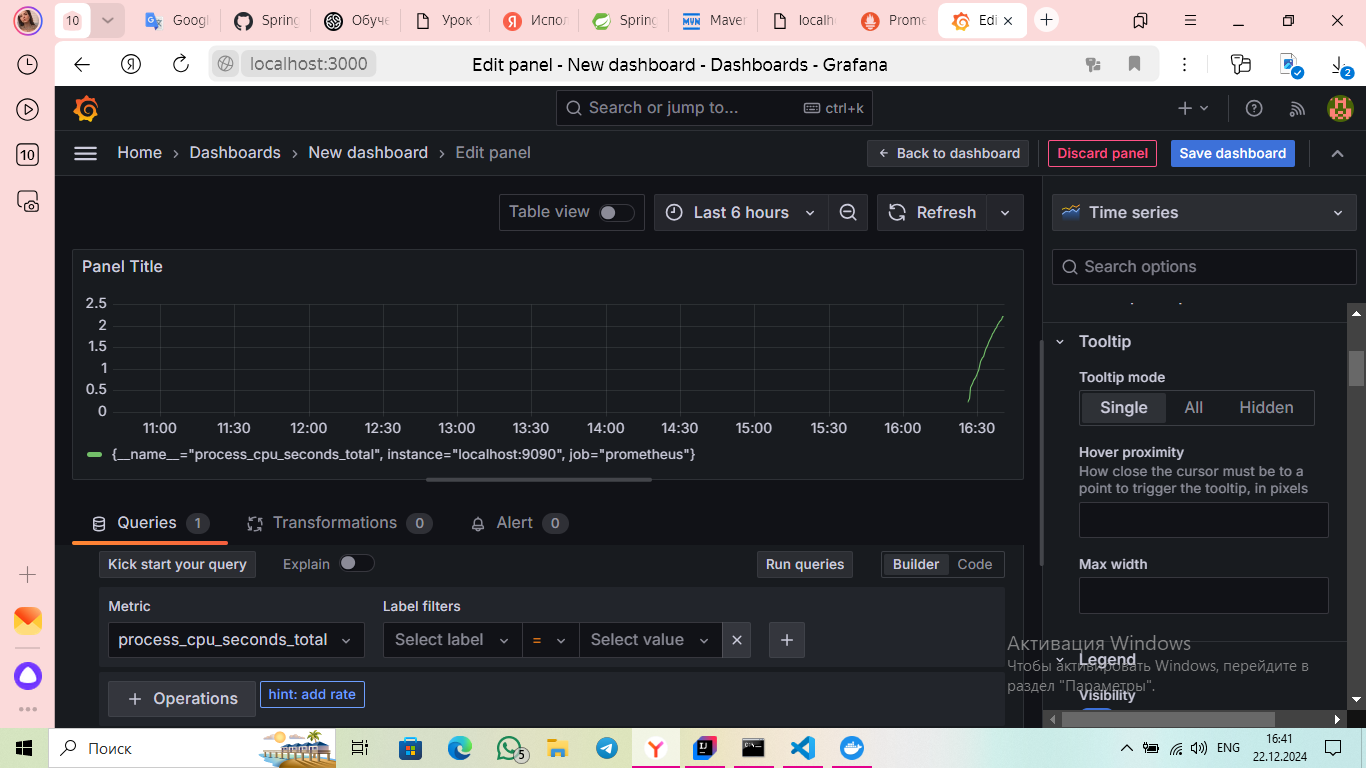 10
Googl
Spring
Обуче
Урок "
Испол
Spring
Maven
localho
Prome
Edi
localhost:3000
Edit panel - New dashboard - Dashboards - Grafana
2
10
Search or jump to...
ctrl+k
Home › Dashboards › New dashboard › Edit panel
Back to dashboard
Discard panel
Save dashboard
Table view
Last 6 hours
Refresh
Time series
Search options
Panel Title
2.5
2
1.5
1
0.5
0
11:00 11:30 12:00 12:30 13:00 13:30 14:00 14:30 15:00 15:30 16:00 16:30
{__name__="process_cpu_seconds_total", instance="localhost:9090", job="prometheus"}
Tooltip
Tooltip mode
Single All Hidden
Hover proximity
How close the cursor must be to a
point to trigger the tooltip, in pixels
Max width
Legend
Visibility
Queries 1
Transformations 0
Alert 0
Kick start your query
Explain
Run queries
Builder Code
Metric
Label filters
process_cpu_seconds_total
Select label
=
Select value
+ Operations
hint: add rate
Активация Windows
Чтобы активировать Windows, перейдите в
раздел "Параметры".
Поиск
5
ENG
16:41
22.12.2024